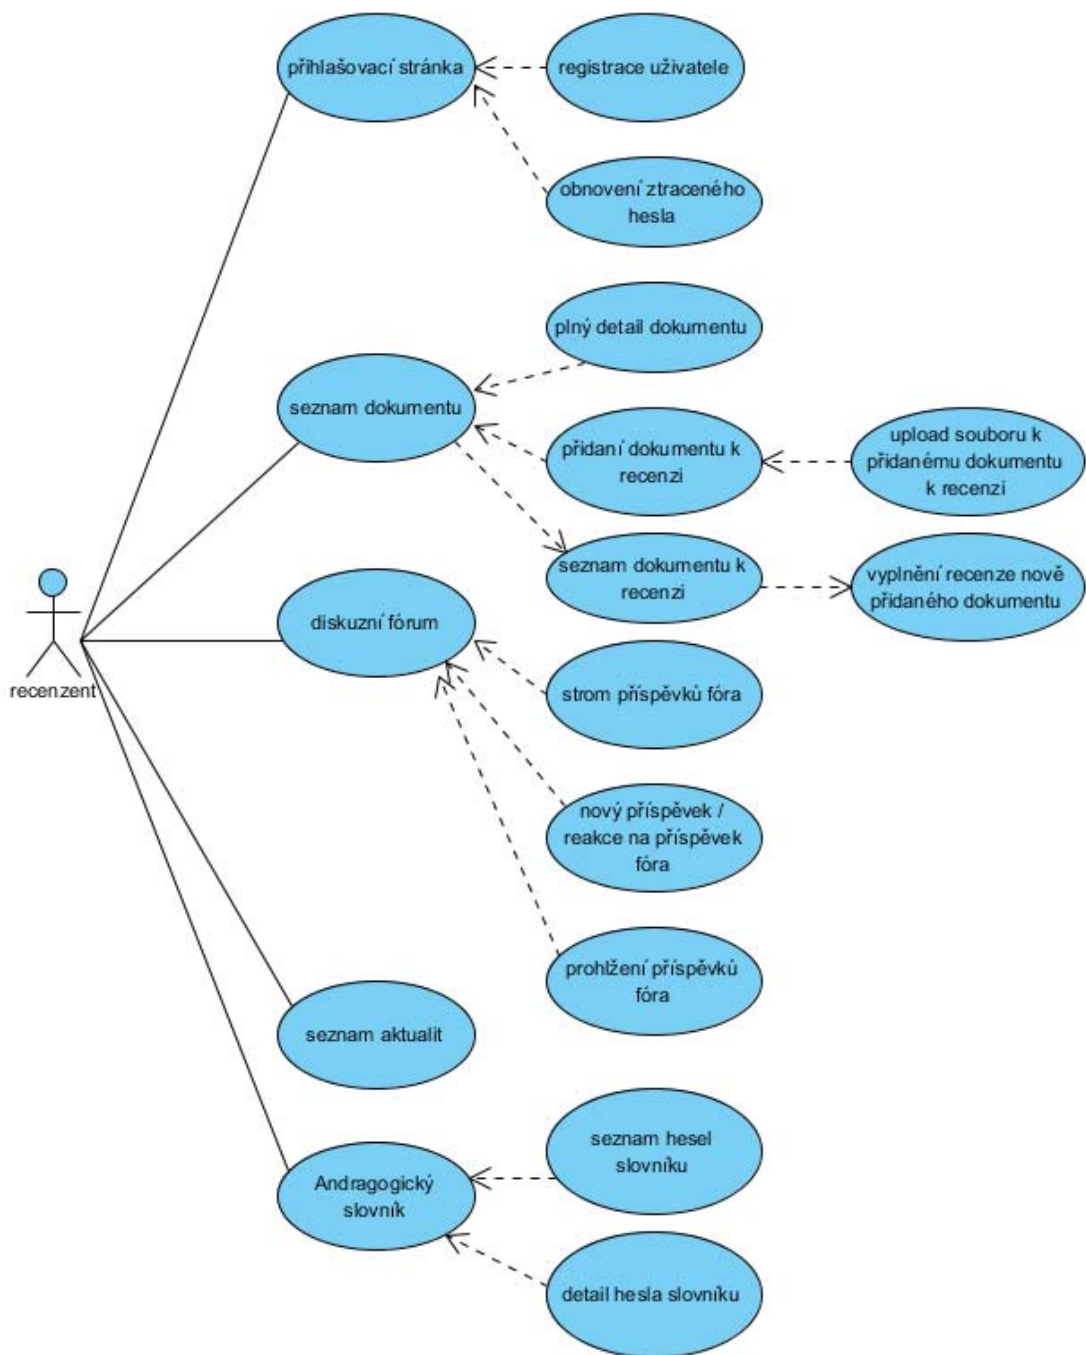 přihlašovací stránka
registrace uživatele
obnovení ztraceného
hesla
plný detail dokumentu
seznam dokumentu
přidaní dokumentu k
recenzi
upload souboru k
přidanému dokumentu
k recenzi
seznam dokumentu k
recenzi
vyplnění recenze nově
přidaného dokumentu
diskuzní fórum
recenzent
strom příspěvků fóra
nový příspěvek /
reakce na příspěvek
fóra
prohlžení příspěvků
fóra
seznam aktualit
seznam hesel
slovníku
Andragogický
slovník
detail hesla slovníku